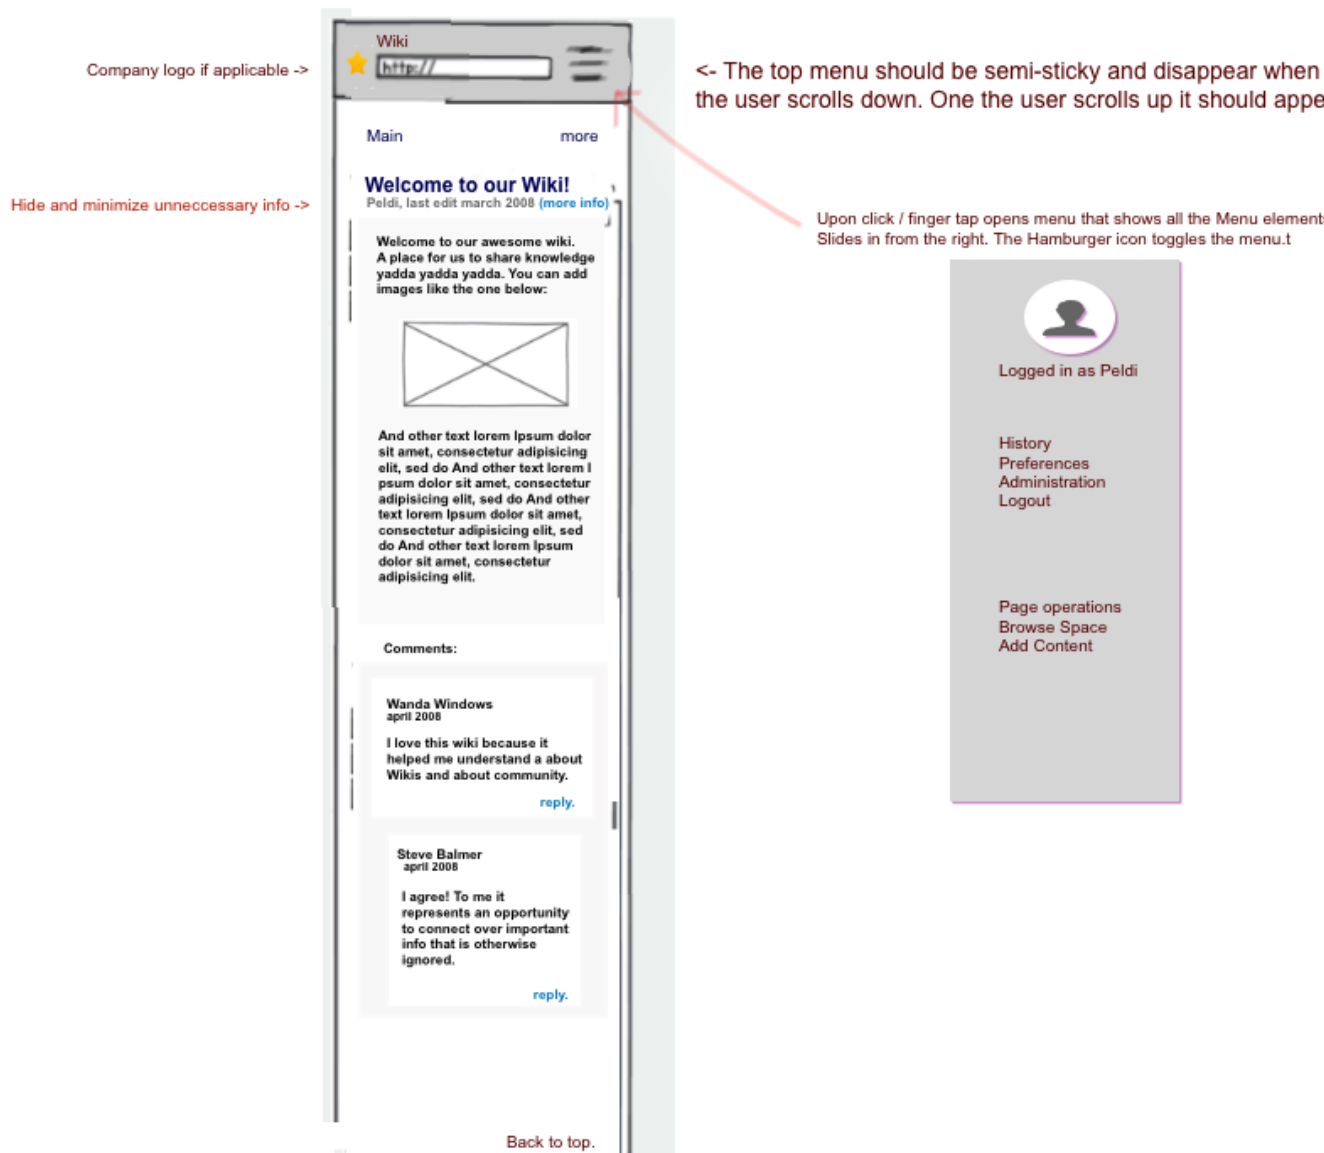 Wiki
Company logo if applicable ->
http://
<- The top menu should be semi-sticky and disappear when
the user scrolls down. One the user scrolls up it should appe
Main
more
Welcome to our Wiki!
Hide and minimize unneccessary info ->
Peldi, last edit march 2008 (more info)
Upon click / finger tap opens menu that shows all the Menu element
Slides in from the right. The Hamburger icon toggles the menu.t
Welcome to our awesome wiki.
A place for us to share knowledge
yadda yadda yadda. You can add
images like the one below:
Logged in as Peldi
History
Preferences
Administration
Logout
Page operations
Browse Space
Add Content
And other text lorem Ipsum dolor
sit amet, consectetur adipisicing
elit, sed do And other text lorem I
psum dolor sit amet, consectetur
adipisicing elit, sed do And other
text lorem Ipsum dolor sit amet,
consectetur adipisicing elit, sed
do And other text lorem Ipsum
dolor sit amet, consectetur
adipisicing elit.
Comments:
Wanda Windows
april 2008
I love this wiki because it
helped me understand a about
Wikis and about community.
reply.
Steve Balmer
april 2008
I agree! To me it
represents an opportunity
to connect over important
info that is otherwise
ignored.
reply.
Back to top.